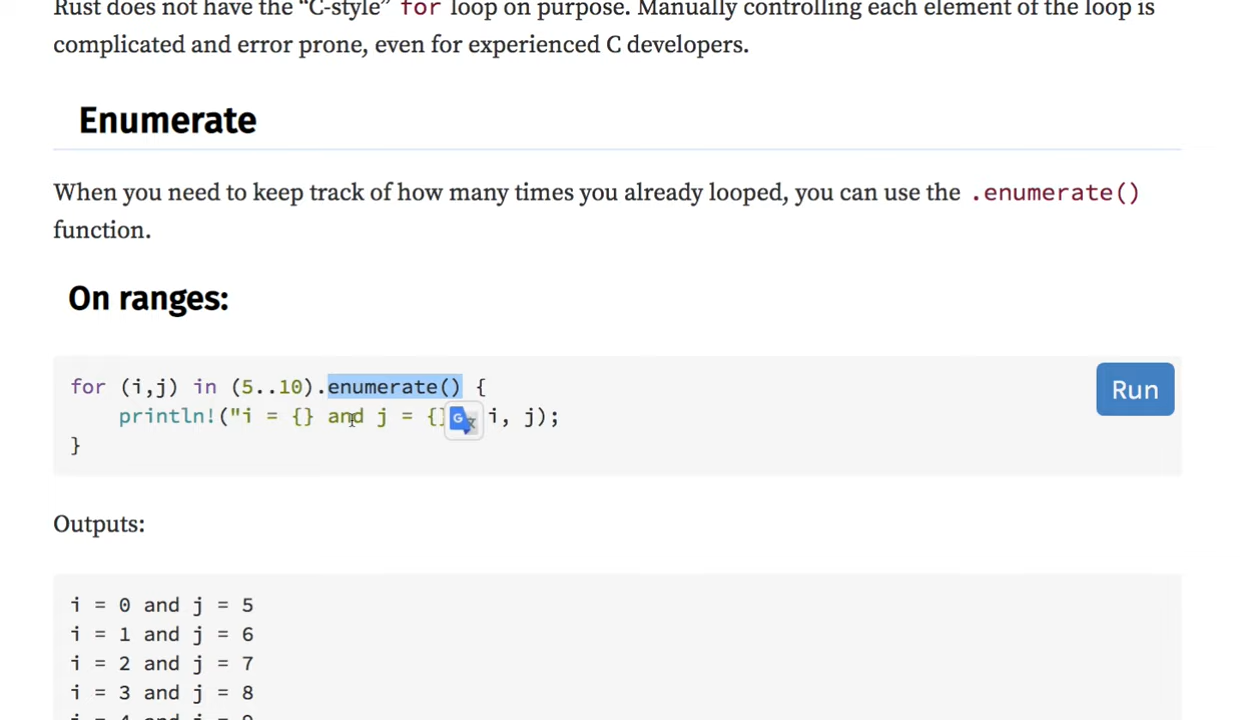 Rust does not have the “C-style” for loop on purpose. Manually controlling each element of the loop is
complicated and error prone, even for experienced C developers.
Enumerate
When you need to keep track of how many times you already looped, you can use the .enumerate()
function.
On ranges:
for (i,j) in (5..10).enumerate() {
println!("i = {} and j = {} i, j);
}
Run
Outputs:
i = 0 and j = 5
i = 1 and j = 6
i = 2 and j = 7
i = 3 and j = 8
i = 4 and j = 9